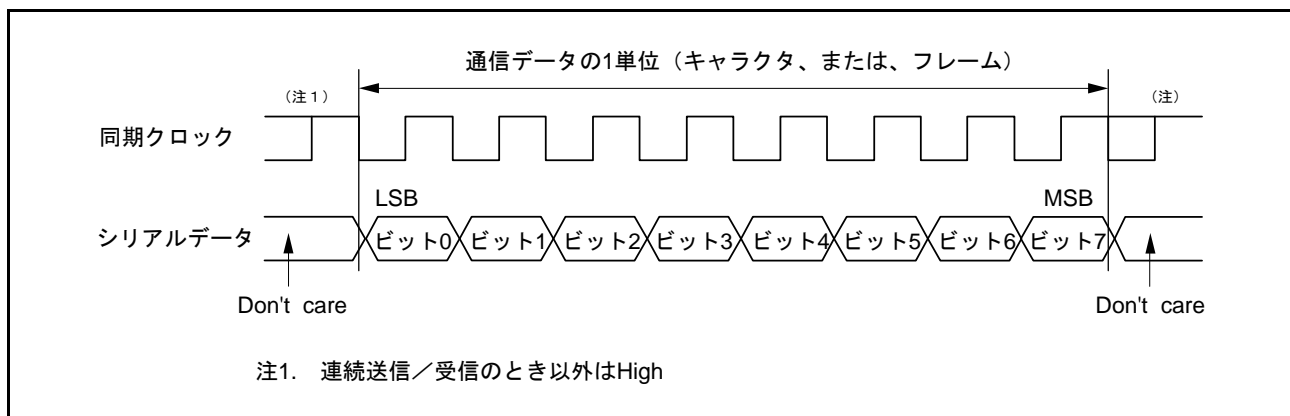 通信データの1単位(キャラクタ、または、フレーム)
(注1)
(注)
同期クロック
LSB
MSB
シリアルデータ
ビット0 ビット1 ビット2 ビット3 ビット4 ビット5 ビット6 ビット7
Don't care
Don't care
注1. 連続送信/受信のとき以外はHigh